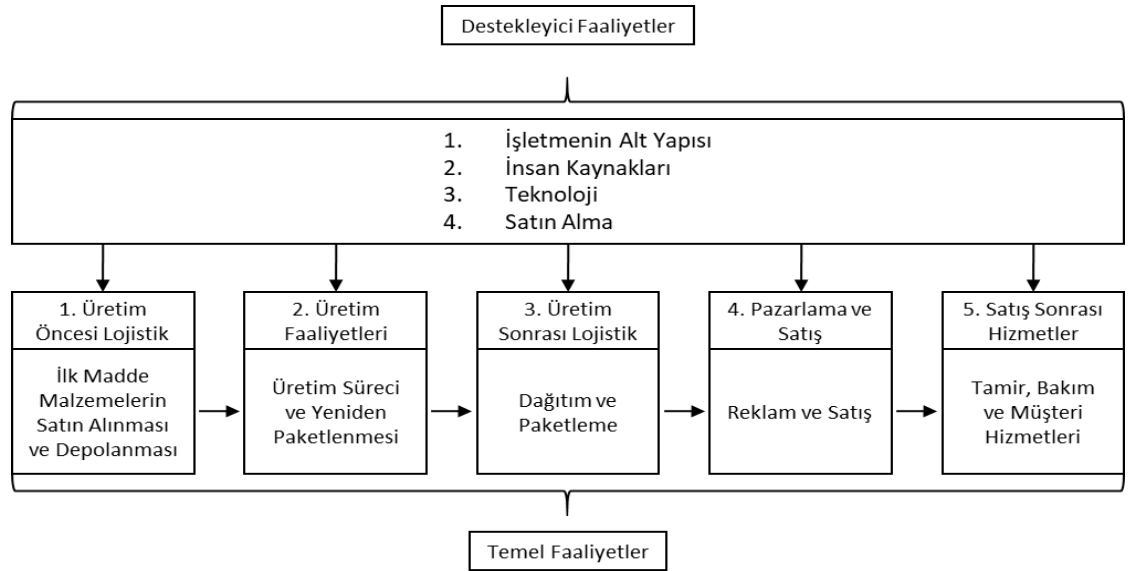 Destekleyici Faaliyetler
1. İşletmenin Alt Yapısı
2. İnsan Kaynakları
3. Teknoloji
4. Satın Alma
1. Üretim
Öncesi Lojistik
İlk Madde
Malzemelerin
Satın Alınması
ve Depolanması
2. Üretim
Faaliyetleri
Üretim Süreci
ve Yeniden
Paketlenmesi
3. Üretim
Sonrası Lojistik
Dağıtım ve
Paketleme
4. Pazarlama ve
Satış
Reklam ve Satış
5. Satış Sonrası
Hizmetler
Tamir, Bakım
ve Müşteri
Hizmetleri
Temel Faaliyetler